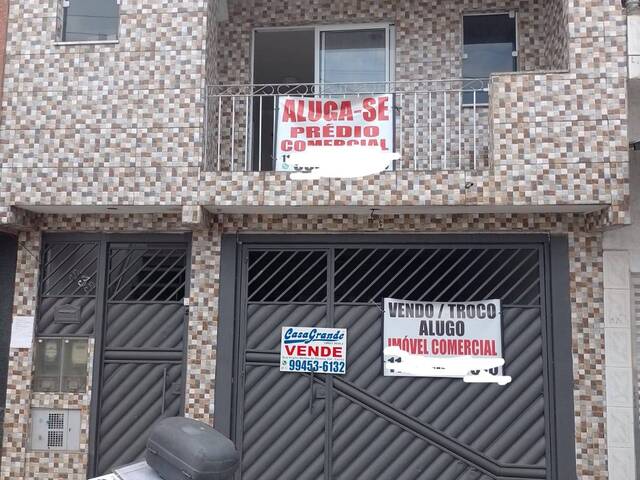 ALUGA-SE
PRÉDIO
COMERCIAL
CasaGrande
VENDE
99453-6132
VENDO / TROCO
ALUGO
IMÓVEL COMERCIAL